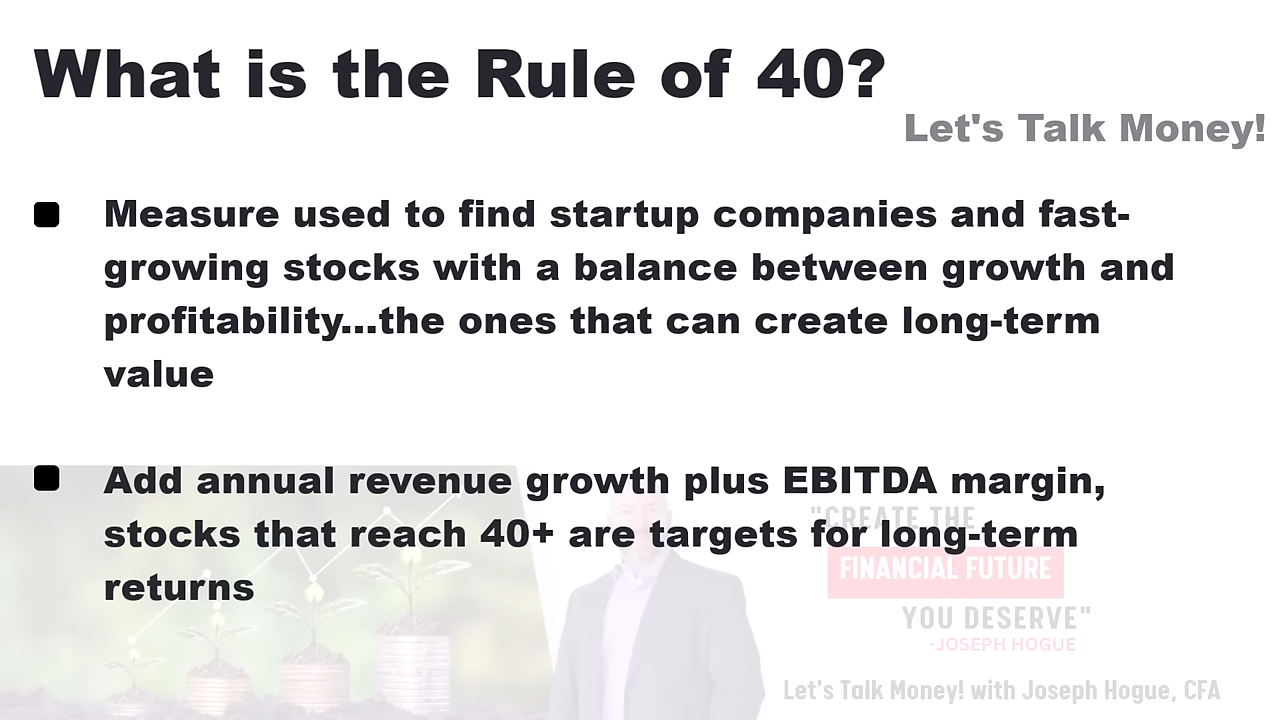 What is the Rule of 40?
Let's Talk Money!
Measure used to find startup companies and fast-
growing stocks with a balance between growth and
profitability...the ones that can create long-term
value
Add annual revenue growth plus EBITDA margin,
stocks that reach 40+ are targets for long-term
returns
"CREATE THE
FINANCIAL FUTURE
YOU DESERVE"
-JOSEPH HOGUE
Let's Talk Money! with Joseph Hogue, CFA